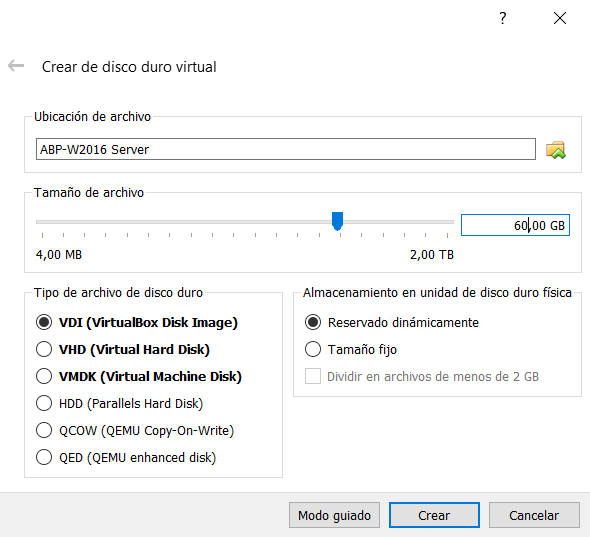 ?
Crear de disco duro virtual
Ubicación de archivo
ABP-W2016 Server
Tamaño de archivo
60,00 GB
4,00 MB 2,00 TB
Tipo de archivo de disco duro
VDI (VirtualBox Disk Image)
VHD (Virtual Hard Disk)
VMDK (Virtual Machine Disk)
HDD (Parallels Hard Disk)
QCOW (QEMU Copy-On-Write)
QED (QEMU enhanced disk)
Almacenamiento en unidad de disco duro física
Reservado dinámicamente
Tamaño fijo
Dividir en archivos de menos de 2 GB
Modo guiado Crear Cancelar